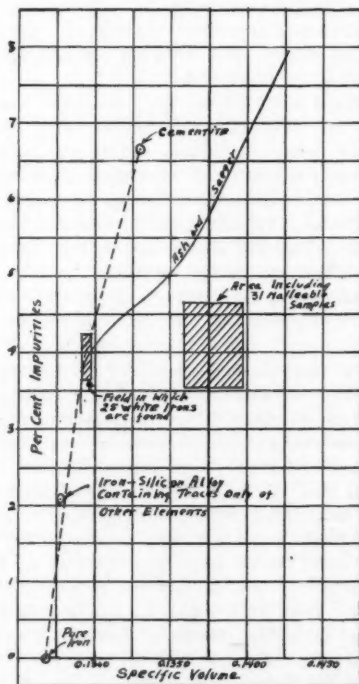 8
7
Cementite
6
Ash and Saeger
5
Area Including
31 Malleable
Samples
4
Per Cent Impurities
Field in Which
25 White Irons
are found
3
Iron-Silicon Alloy
Containing Traces Only of
Other Elements
2
1
Pure
Iron
0
0.1300 0.1350 0.1400 0.1450
Specific Volume